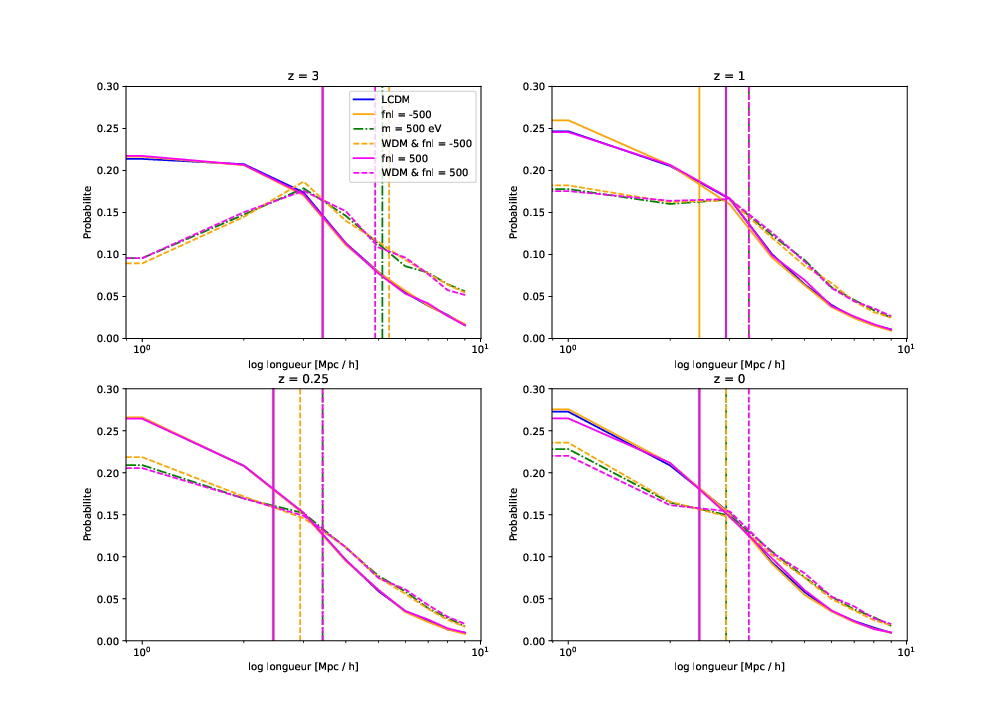 z = 3
0.30
0.25
0.20
0.15
0.10
0.05
0.00
Probabilite
10⁰
10¹
log longueur [Mpc / h]
LCDM
fnl = -500
m = 500 eV
WDM & fnl = -500
fnl = 500
WDM & fnl = 500
z = 1
0.30
0.25
0.20
0.15
0.10
0.05
0.00
Probabilite
10⁰
10¹
log longueur [Mpc / h]
z = 0.25
0.30
0.25
0.20
0.15
0.10
0.05
0.00
Probabilite
10⁰
10¹
log longueur [Mpc / h]
z = 0
0.30
0.25
0.20
0.15
0.10
0.05
0.00
Probabilite
10⁰
10¹
log longueur [Mpc / h]